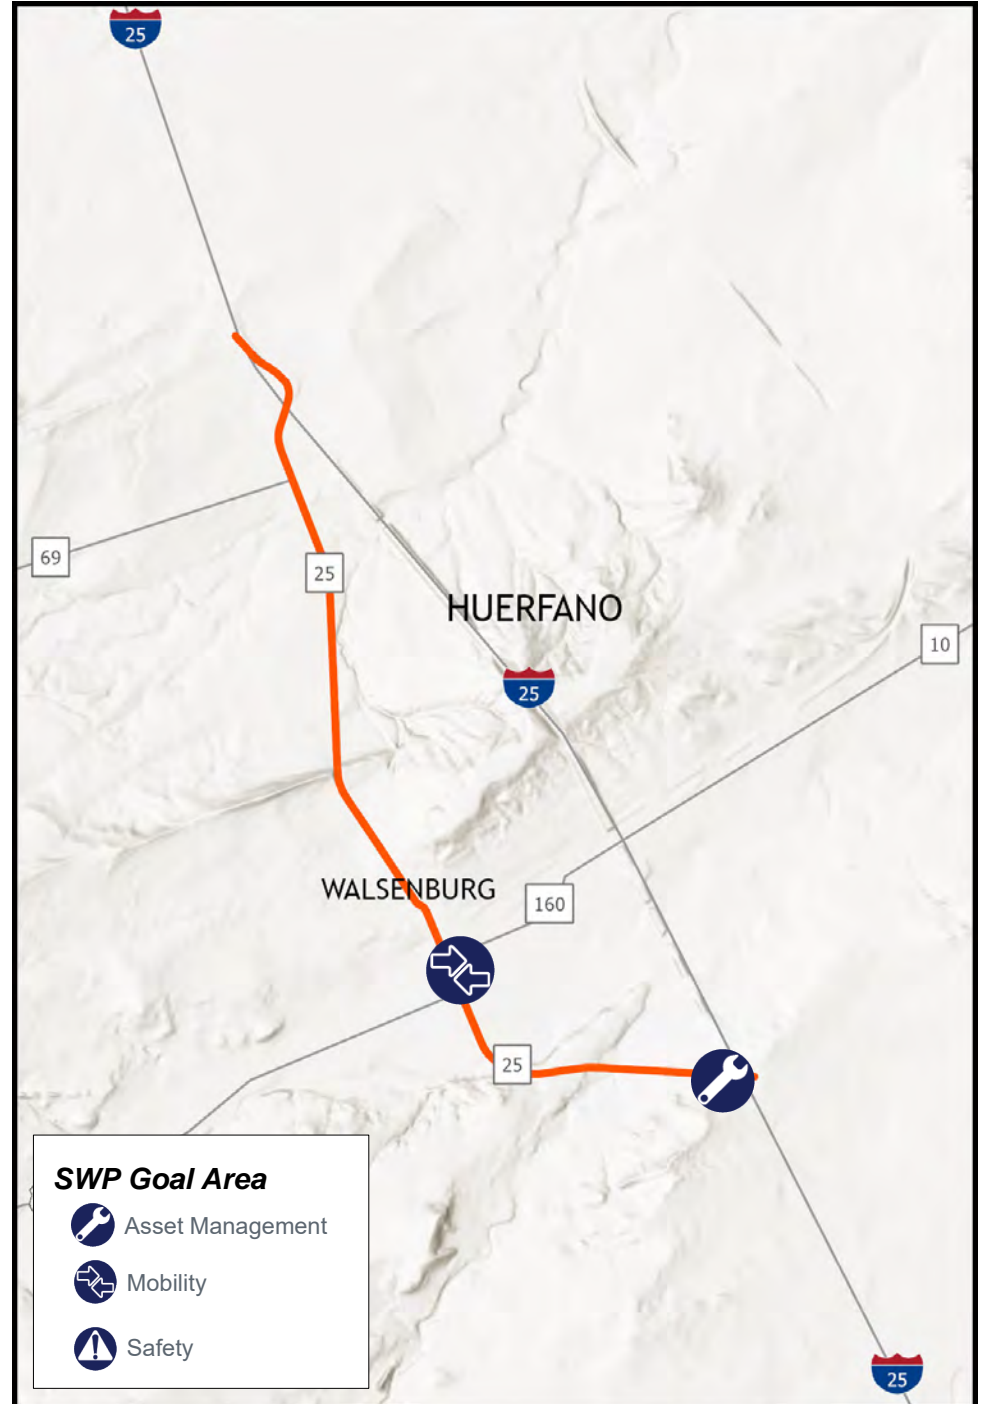 25
69
25
HUERFANO
10
25
WALSENBURG
160
25
SWP Goal Area
Asset Management
Mobility
Safety
25